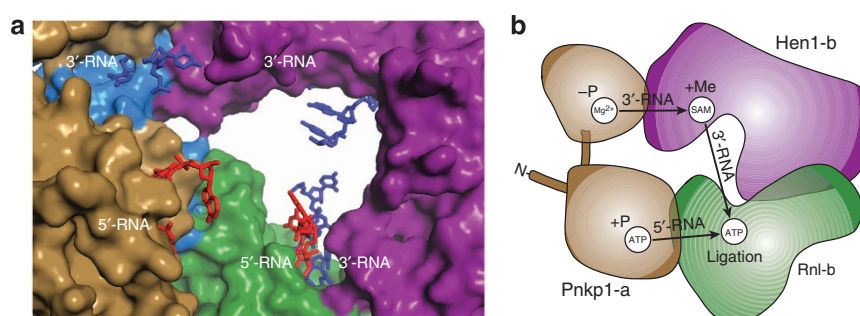 a
3′-RNA
3′-RNA
5′-RNA
5′-RNA
3′-RNA
b
Hen1-b
–P
Mg2+
3′-RNA
+Me
SAM
3′-RNA
N-
+P
ATP
5′-RNA
ATP
Ligation
Rnl-b
Pnkp1-a